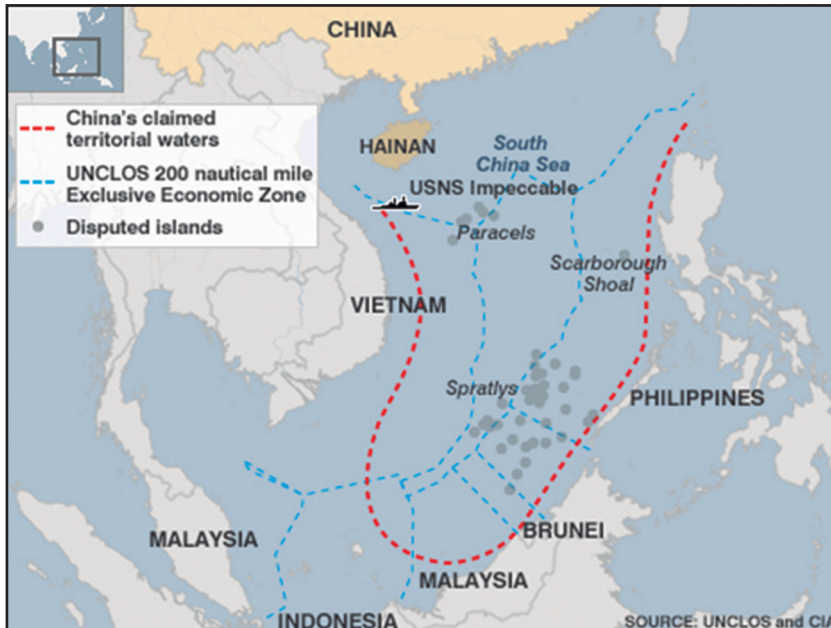 CHINA
China's claimed
territorial waters
UNCLOS 200 nautical mile
Exclusive Economic Zone
Disputed islands
HAINAN
South
China Sea
USNS Impeccable
Paracels
Scarborough
Shoal
VIETNAM
Spratlys
PHILIPPINES
BRUNEI
MALAYSIA
MALAYSIA
INDONESIA
SOURCE: UNCLOS and CIA